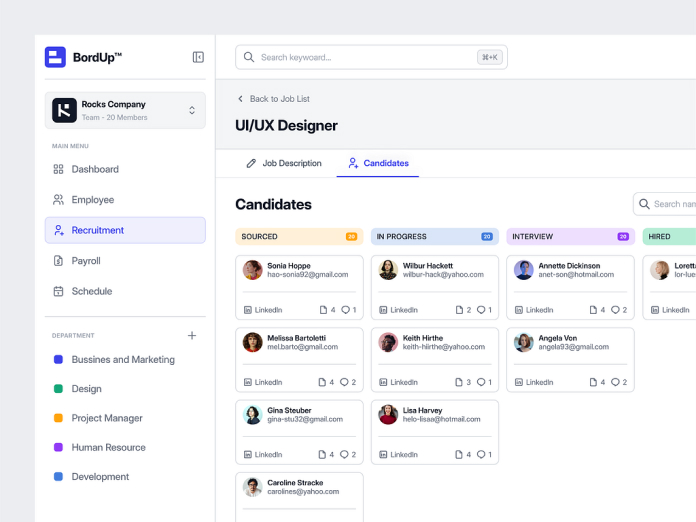 BordUp™
Search keyword...
⌘+K
Rocks Company
Team - 20 Members
MAIN MENU
Dashboard
Employee
Recruitment
Payroll
Schedule
DEPARTMENT
Bussines and Marketing
Design
Project Manager
Human Resource
Development
Back to Job List
UI/UX Designer
Job Description
Candidates
Candidates
Search nam
SOURCED
20
IN PROGRESS
20
INTERVIEW
20
HIRED
Sonia Hoppe
hao-sonia92@gmail.com
LinkedIn 4 1
Wilbur Hackett
wilbur-hack@yahoo.com
LinkedIn 2 1
Annette Dickinson
anet-son@hotmail.com
LinkedIn 4 2
Lorett
lor-lue
LinkedIn
Melissa Bartoletti
mel.barto@gmail.com
LinkedIn 4 2
Keith Hirthe
keith-hiirthe@yahoo.com
LinkedIn 3 1
Angela Von
angela93@gmail.com
LinkedIn 4 2
Gina Steuber
gina-stu32@gmail.com
LinkedIn 4 2
Lisa Harvey
helo-lisaa@hotmail.com
LinkedIn 4 1
Caroline Stracke
carolines@yahoo.com